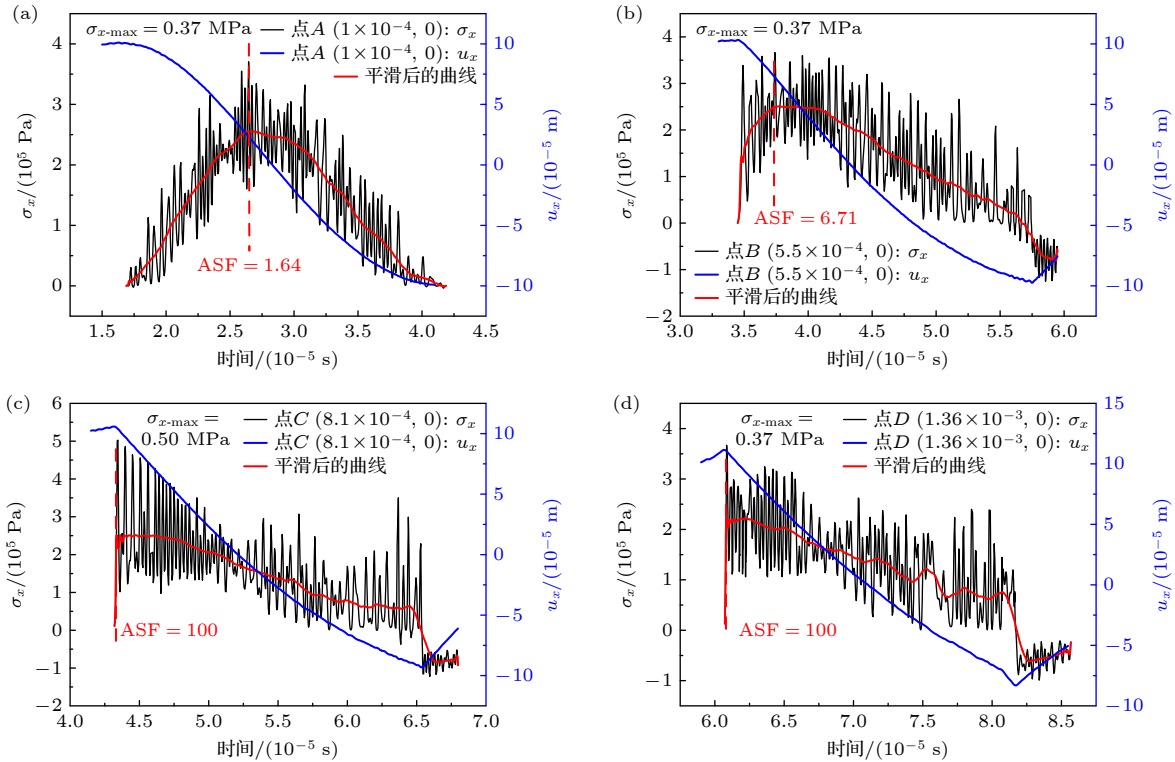 (a)
σx-max = 0.37 MPa
点A (1×10⁻⁴, 0): σx
点A (1×10⁻⁴, 0): ux
平滑后的曲线
ASF = 1.64
σx/(10⁵ Pa)
4
3
2
1
0
ux/(10⁻⁵ m)
10
5
0
−5
−10
1.5 2.0 2.5 3.0 3.5 4.0 4.5
时间/(10⁻⁵ s)
(b)
σx-max = 0.37 MPa
ASF = 6.71
点B (5.5×10⁻⁴, 0): σx
点B (5.5×10⁻⁴, 0): ux
平滑后的曲线
σx/(10⁵ Pa)
4
3
2
1
0
−1
−2
ux/(10⁻⁵ m)
10
5
0
−5
−10
3.0 3.5 4.0 4.5 5.0 5.5 6.0
时间/(10⁻⁵ s)
(c)
σx-max =
0.50 MPa
点C (8.1×10⁻⁴, 0): σx
点C (8.1×10⁻⁴, 0): ux
平滑后的曲线
ASF = 100
σx/(10⁵ Pa)
6
5
4
3
2
1
0
−1
−2
ux/(10⁻⁵ m)
10
5
0
−5
−10
4.0 4.5 5.0 5.5 6.0 6.5 7.0
时间/(10⁻⁵ s)
(d)
σx-max =
0.37 MPa
点D (1.36×10⁻³, 0): σx
点D (1.36×10⁻³, 0): ux
平滑后的曲线
ASF = 100
σx/(10⁵ Pa)
4
3
2
1
0
−1
ux/(10⁻⁵ m)
15
10
5
0
−5
−10
6.0 6.5 7.0 7.5 8.0 8.5
时间/(10⁻⁵ s)